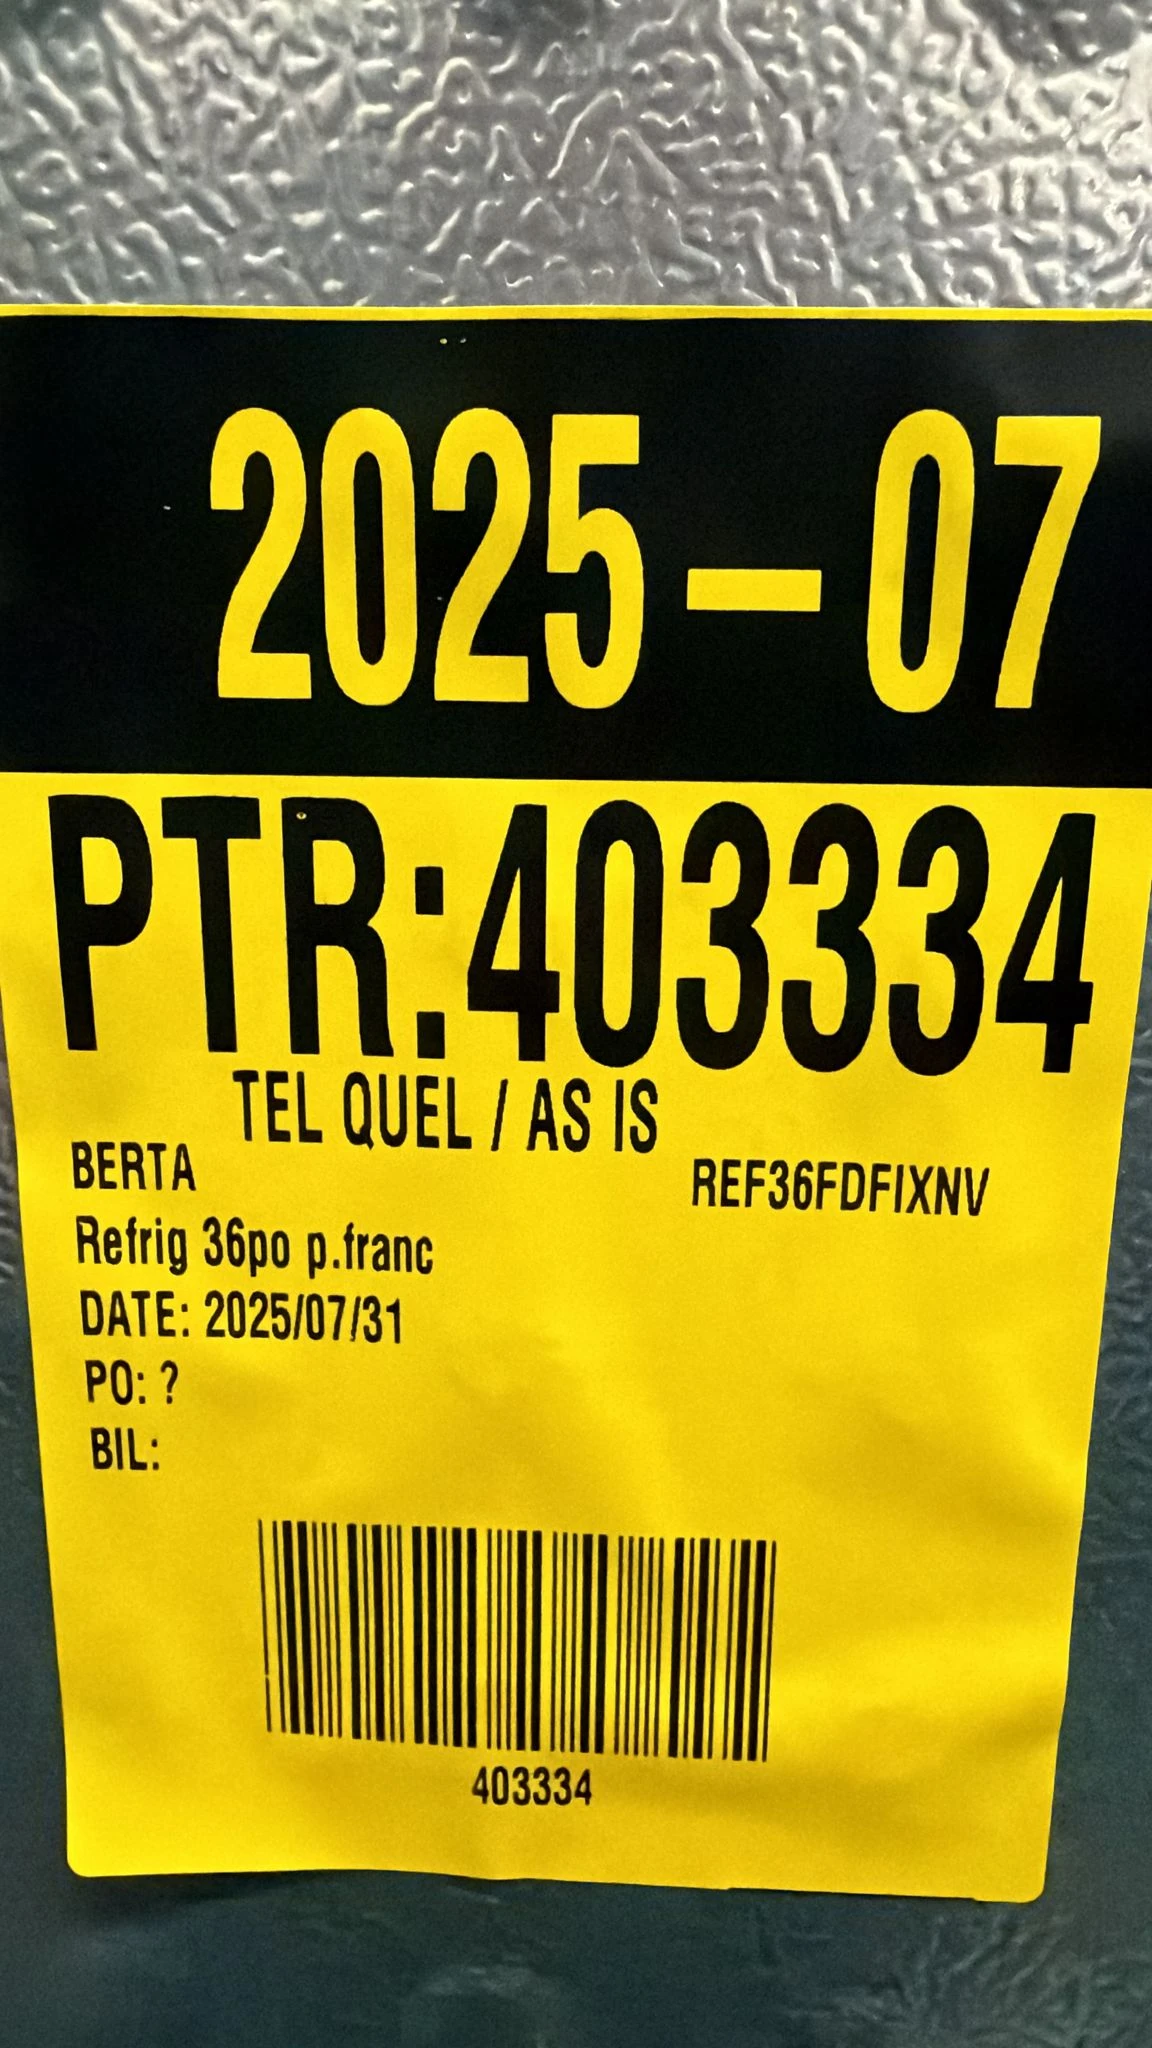 2025-07
PTR:403334
TEL QUEL / AS IS
BERTA REF36FDFIXNV
Refrig 36po p.franc
DATE: 2025/07/31
PO: ?
BIL:
403334